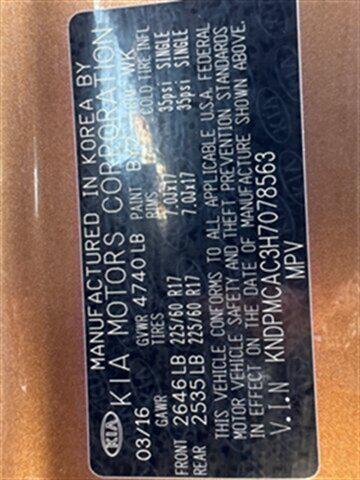 MANUFACTURED IN KOREA BY
KIA MOTORS CORPORATION
KIA
03/16 GVWR 4740 LB PAINT WK
GAWR TIRES RIMS COLD TIRE INFL
FRONT 2646 LB 225/60 R17 7.0Jx17 35psi SINGLE
REAR 2535 LB 225/60 R17 7.0Jx17 35psi SINGLE
THIS VEHICLE CONFORMS TO ALL APPLICABLE U.S.A. FEDERAL
MOTOR VEHICLE SAFETY AND THEFT PREVENTION STANDARDS
IN EFFECT ON THE DATE OF MANUFACTURE SHOWN ABOVE.
V.I.N KNDPMCAC3H7078563
MPV